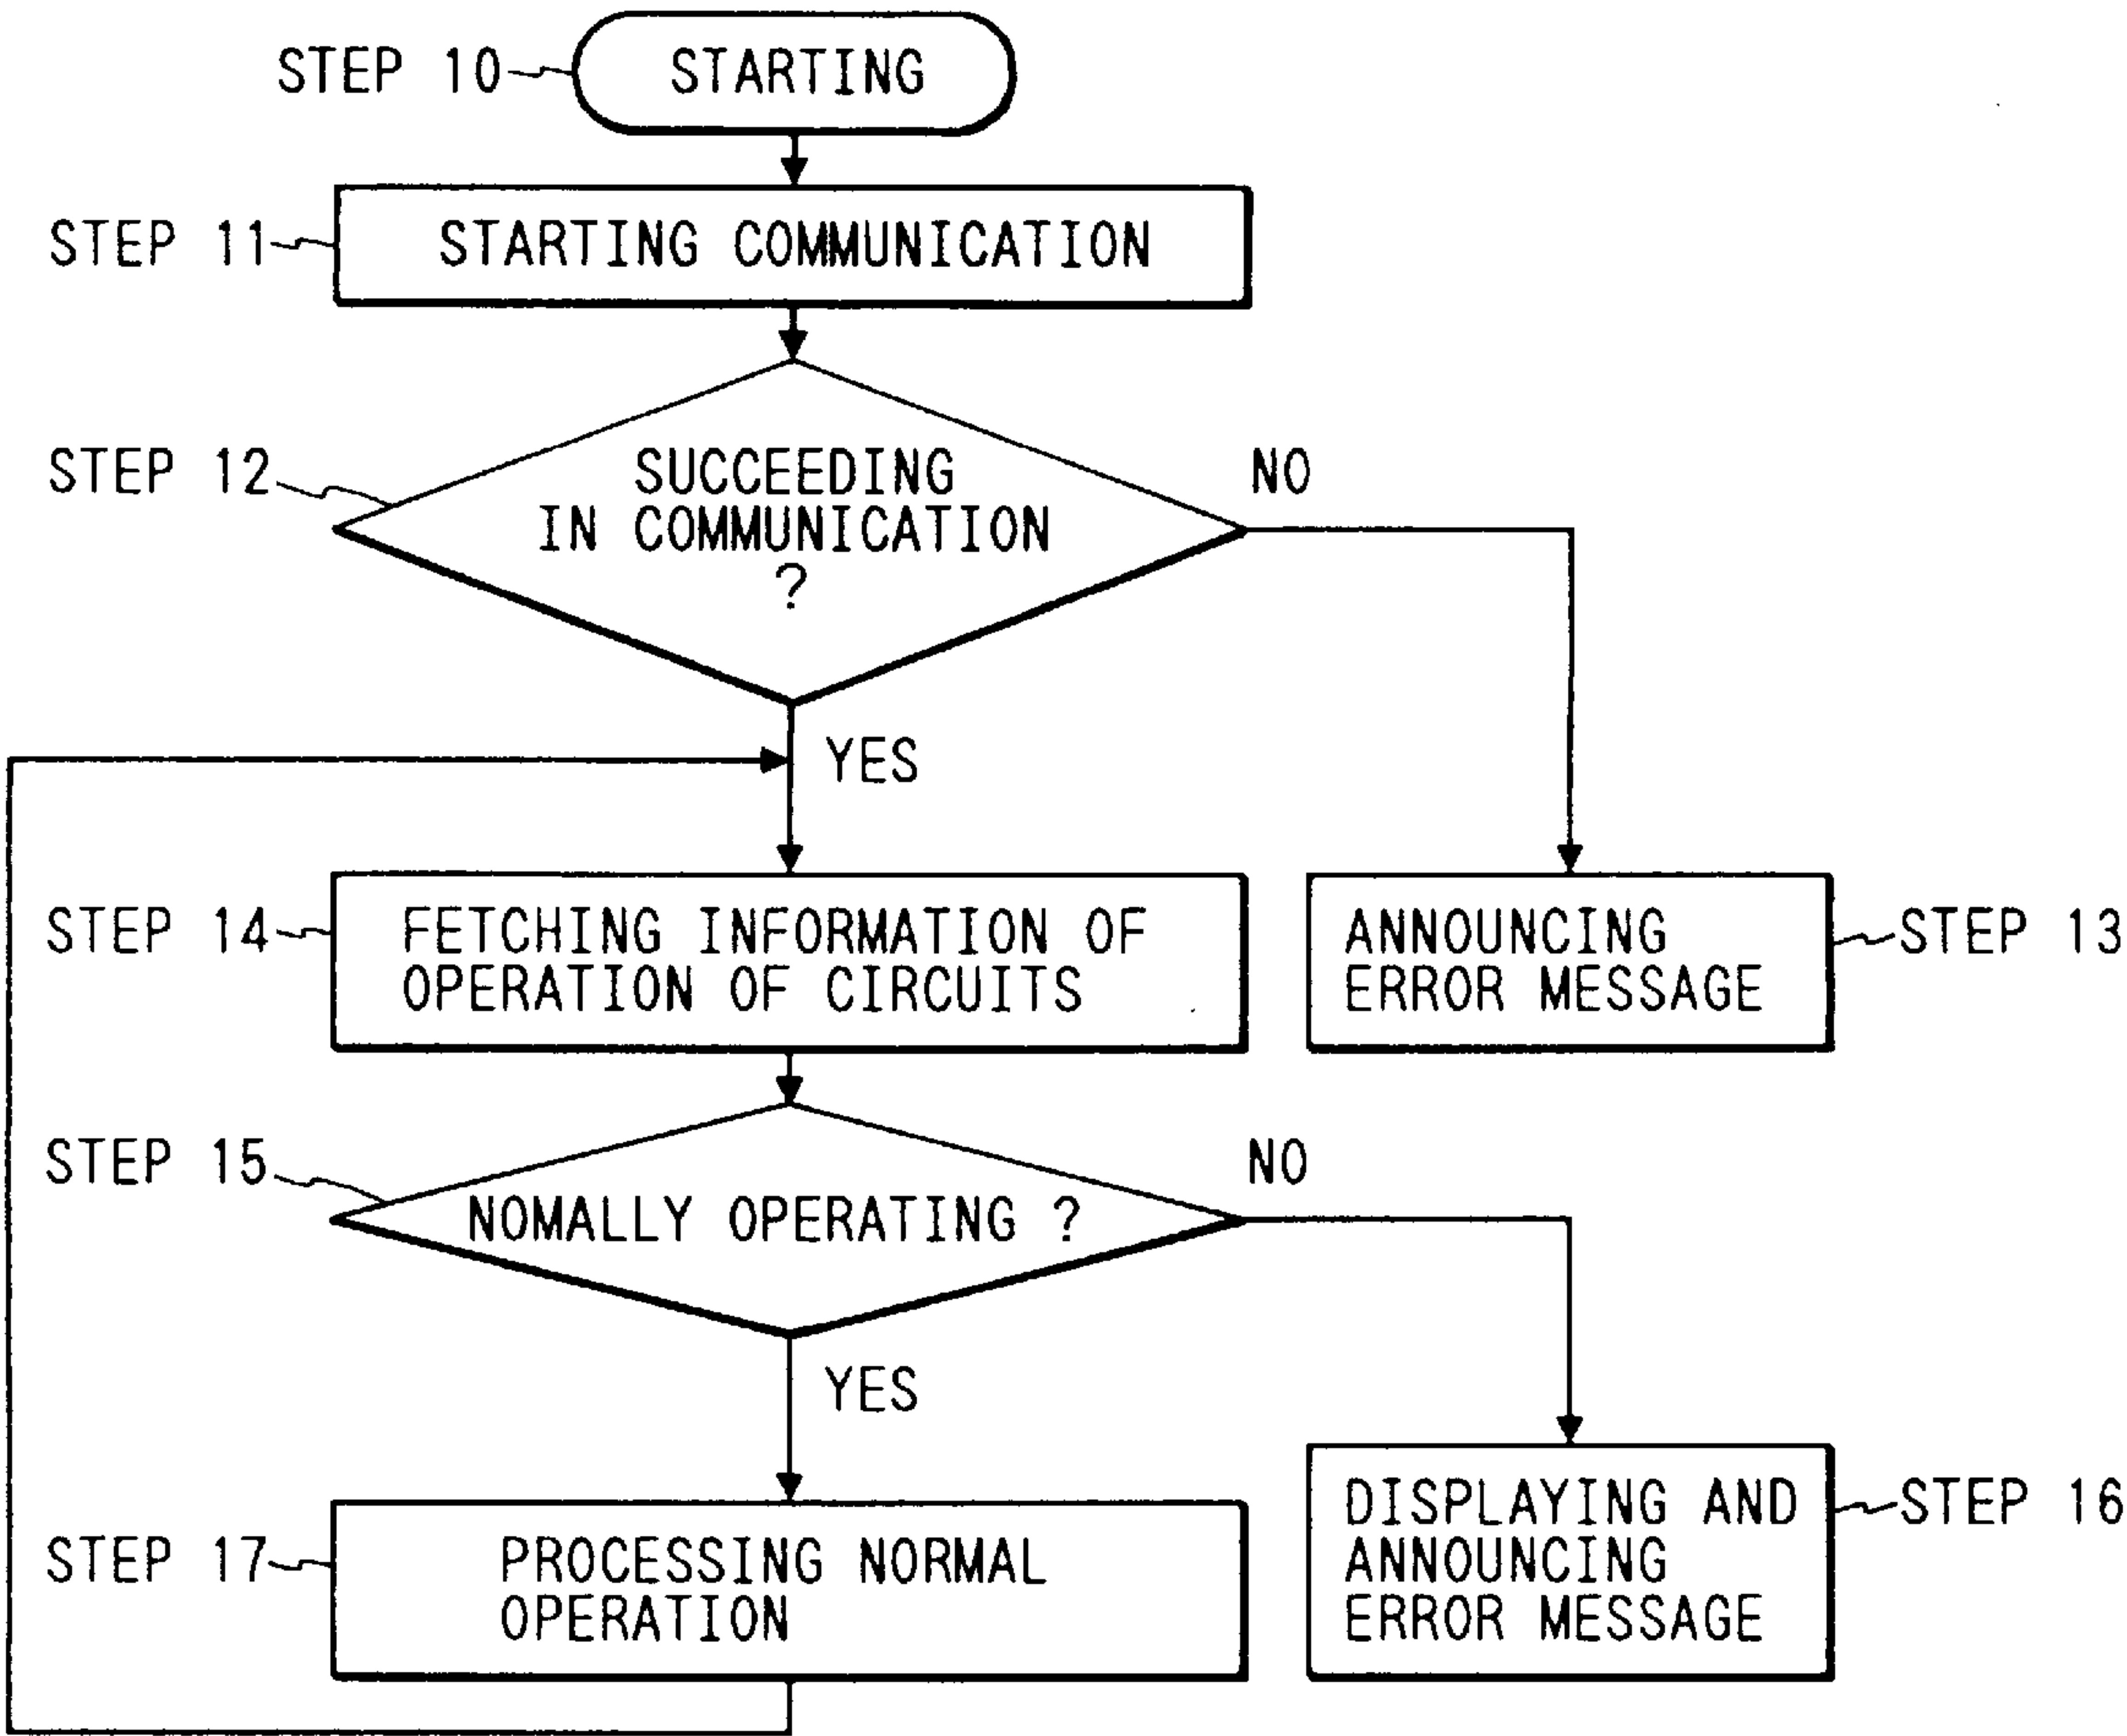 STEP 10
STARTING
STEP 11
STARTING COMMUNICATION
STEP 12
SUCCEEDING
IN COMMUNICATION
?
NO
YES
STEP 14
FETCHING INFORMATION OF
OPERATION OF CIRCUITS
ANNOUNCING
ERROR MESSAGE
STEP 13
STEP 15
NOMALLY OPERATING ?
NO
YES
STEP 17
PROCESSING NORMAL
OPERATION
DISPLAYING AND
ANNOUNCING
ERROR MESSAGE
STEP 16